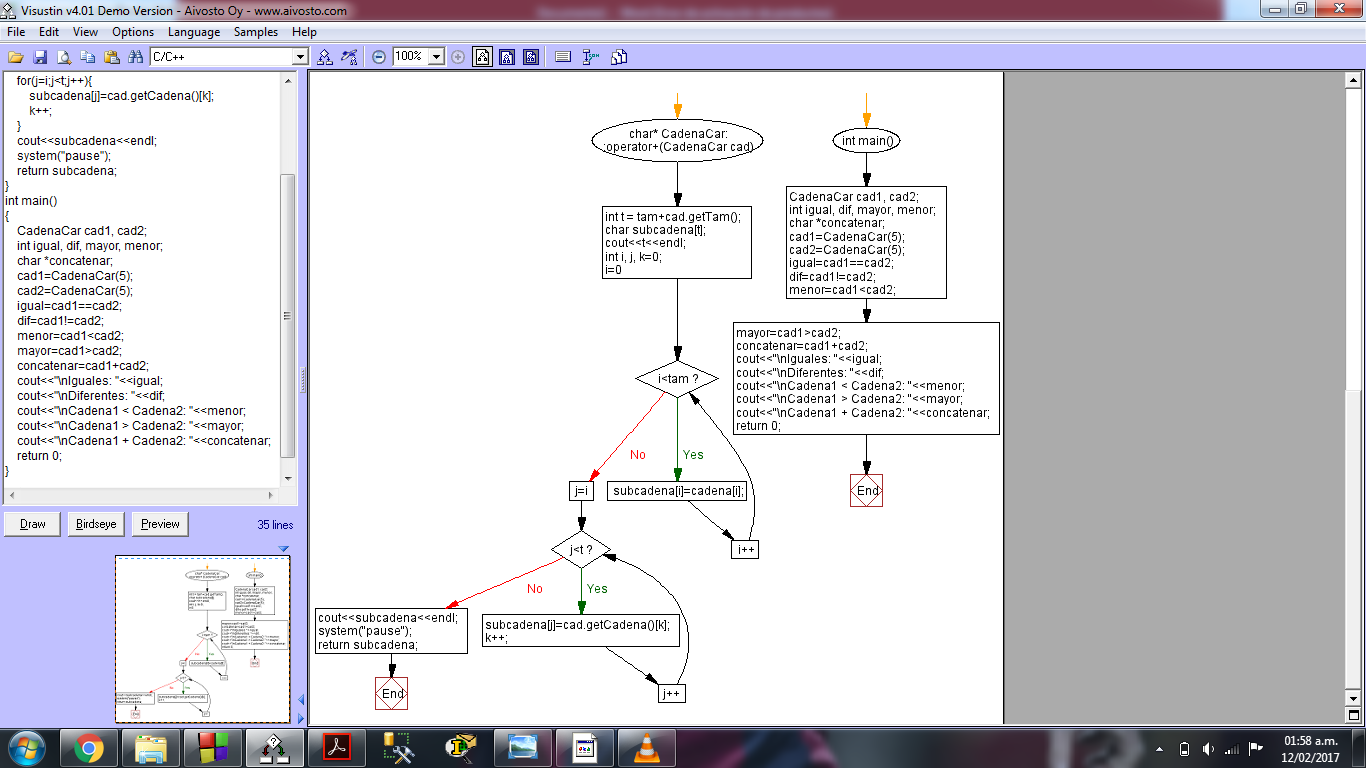 Visustin v4.01 Demo Version - Aivosto Oy - www.aivosto.com
File Edit View Options Language Samples Help
C/C++
100%
for(j=i;j<t;j++){
subcadena[j]=cad.getCadena()[k];
k++;
}
cout<<subcadena<<endl;
system("pause");
return subcadena;
}
int main()
{
CadenaCar cad1, cad2;
int igual, dif, mayor, menor;
char *concatenar;
cad1=CadenaCar(5);
cad2=CadenaCar(5);
igual=cad1==cad2;
dif=cad1!=cad2;
menor=cad1<cad2;
mayor=cad1>cad2;
concatenar=cad1+cad2;
cout<<"\nIguales: "<<igual;
cout<<"\nDiferentes: "<<dif;
cout<<"\nCadena1 < Cadena2: "<<menor;
cout<<"\nCadena1 > Cadena2: "<<mayor;
cout<<"\nCadena1 + Cadena2: "<<concatenar;
return 0;
}
Draw Birdseye Preview 35 lines
char* CadenaCar:
:operator+(CadenaCar cad)
int t = tam+cad.getTam();
char subcadena[t];
cout<<t<<endl;
int i, j, k=0;
i=0
i<tam ?
No Yes
j=i
subcadena[i]=cadena[i];
i++
j<t ?
No Yes
cout<<subcadena<<endl;
system("pause");
return subcadena;
subcadena[j]=cad.getCadena()[k];
k++;
j++
End
int main()
CadenaCar cad1, cad2;
int igual, dif, mayor, menor;
char *concatenar;
cad1=CadenaCar(5);
cad2=CadenaCar(5);
igual=cad1==cad2;
dif=cad1!=cad2;
menor=cad1<cad2;
mayor=cad1>cad2;
concatenar=cad1+cad2;
cout<<"\nIguales: "<<igual;
cout<<"\nDiferentes: "<<dif;
cout<<"\nCadena1 < Cadena2: "<<menor;
cout<<"\nCadena1 > Cadena2: "<<mayor;
cout<<"\nCadena1 + Cadena2: "<<concatenar;
return 0;
End
01:58 a.m.
12/02/2017